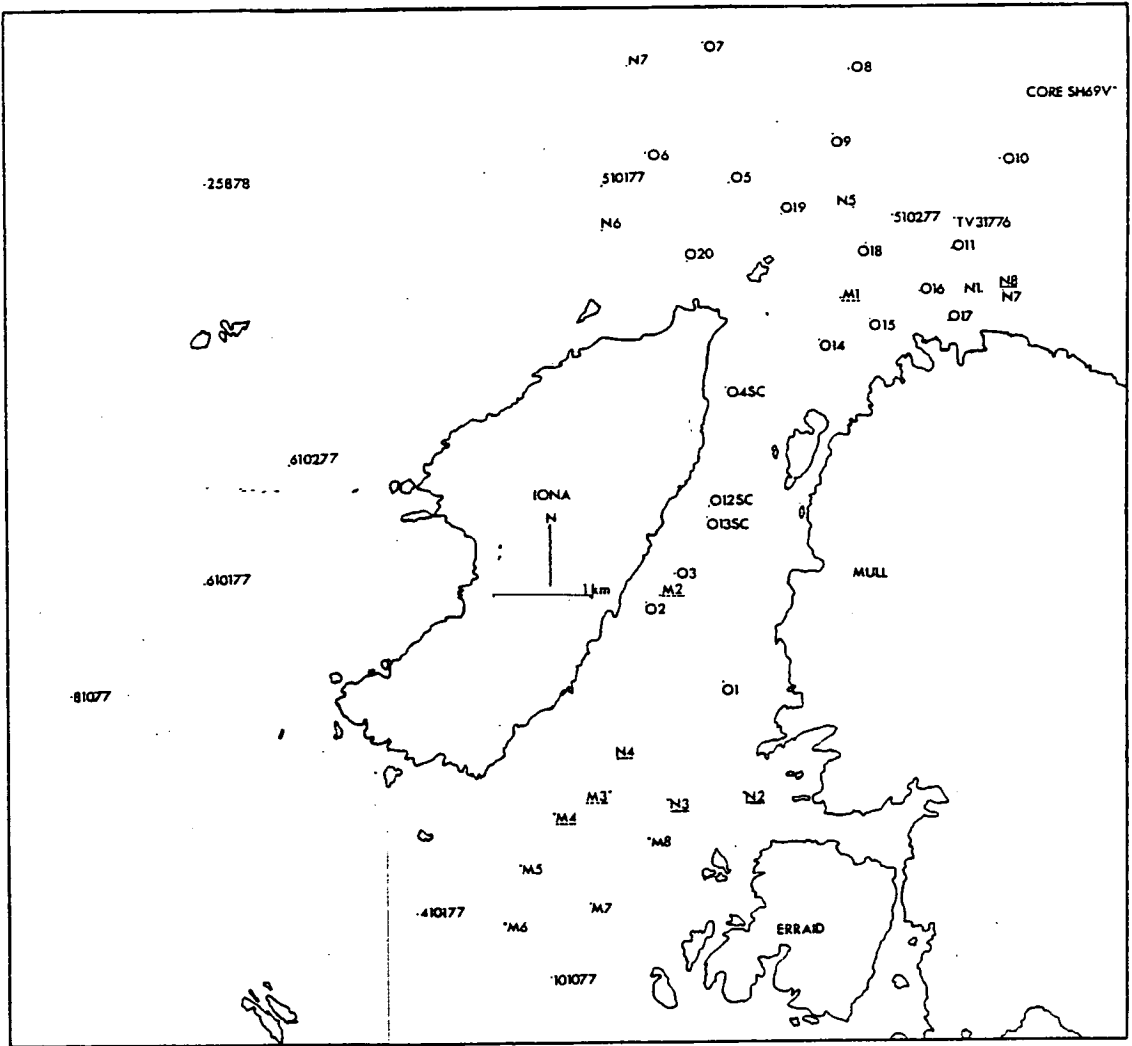 O7
N7
O8
CORE SH69V
O9
O6
O10
25878
510177
O5
O19
N5
510277
TV31776
N6
O18
O11
O20
N8
M1
O16
N1
N7
O15
O17
O14
O4SC
610277
IONA
O12SC
N
O13SC
O3
MULL
610177
1km
M2
O2
81077
O1
N4
M3
N3
N2
M4
M8
M5
410177
M7
M6
ERRAID
101077